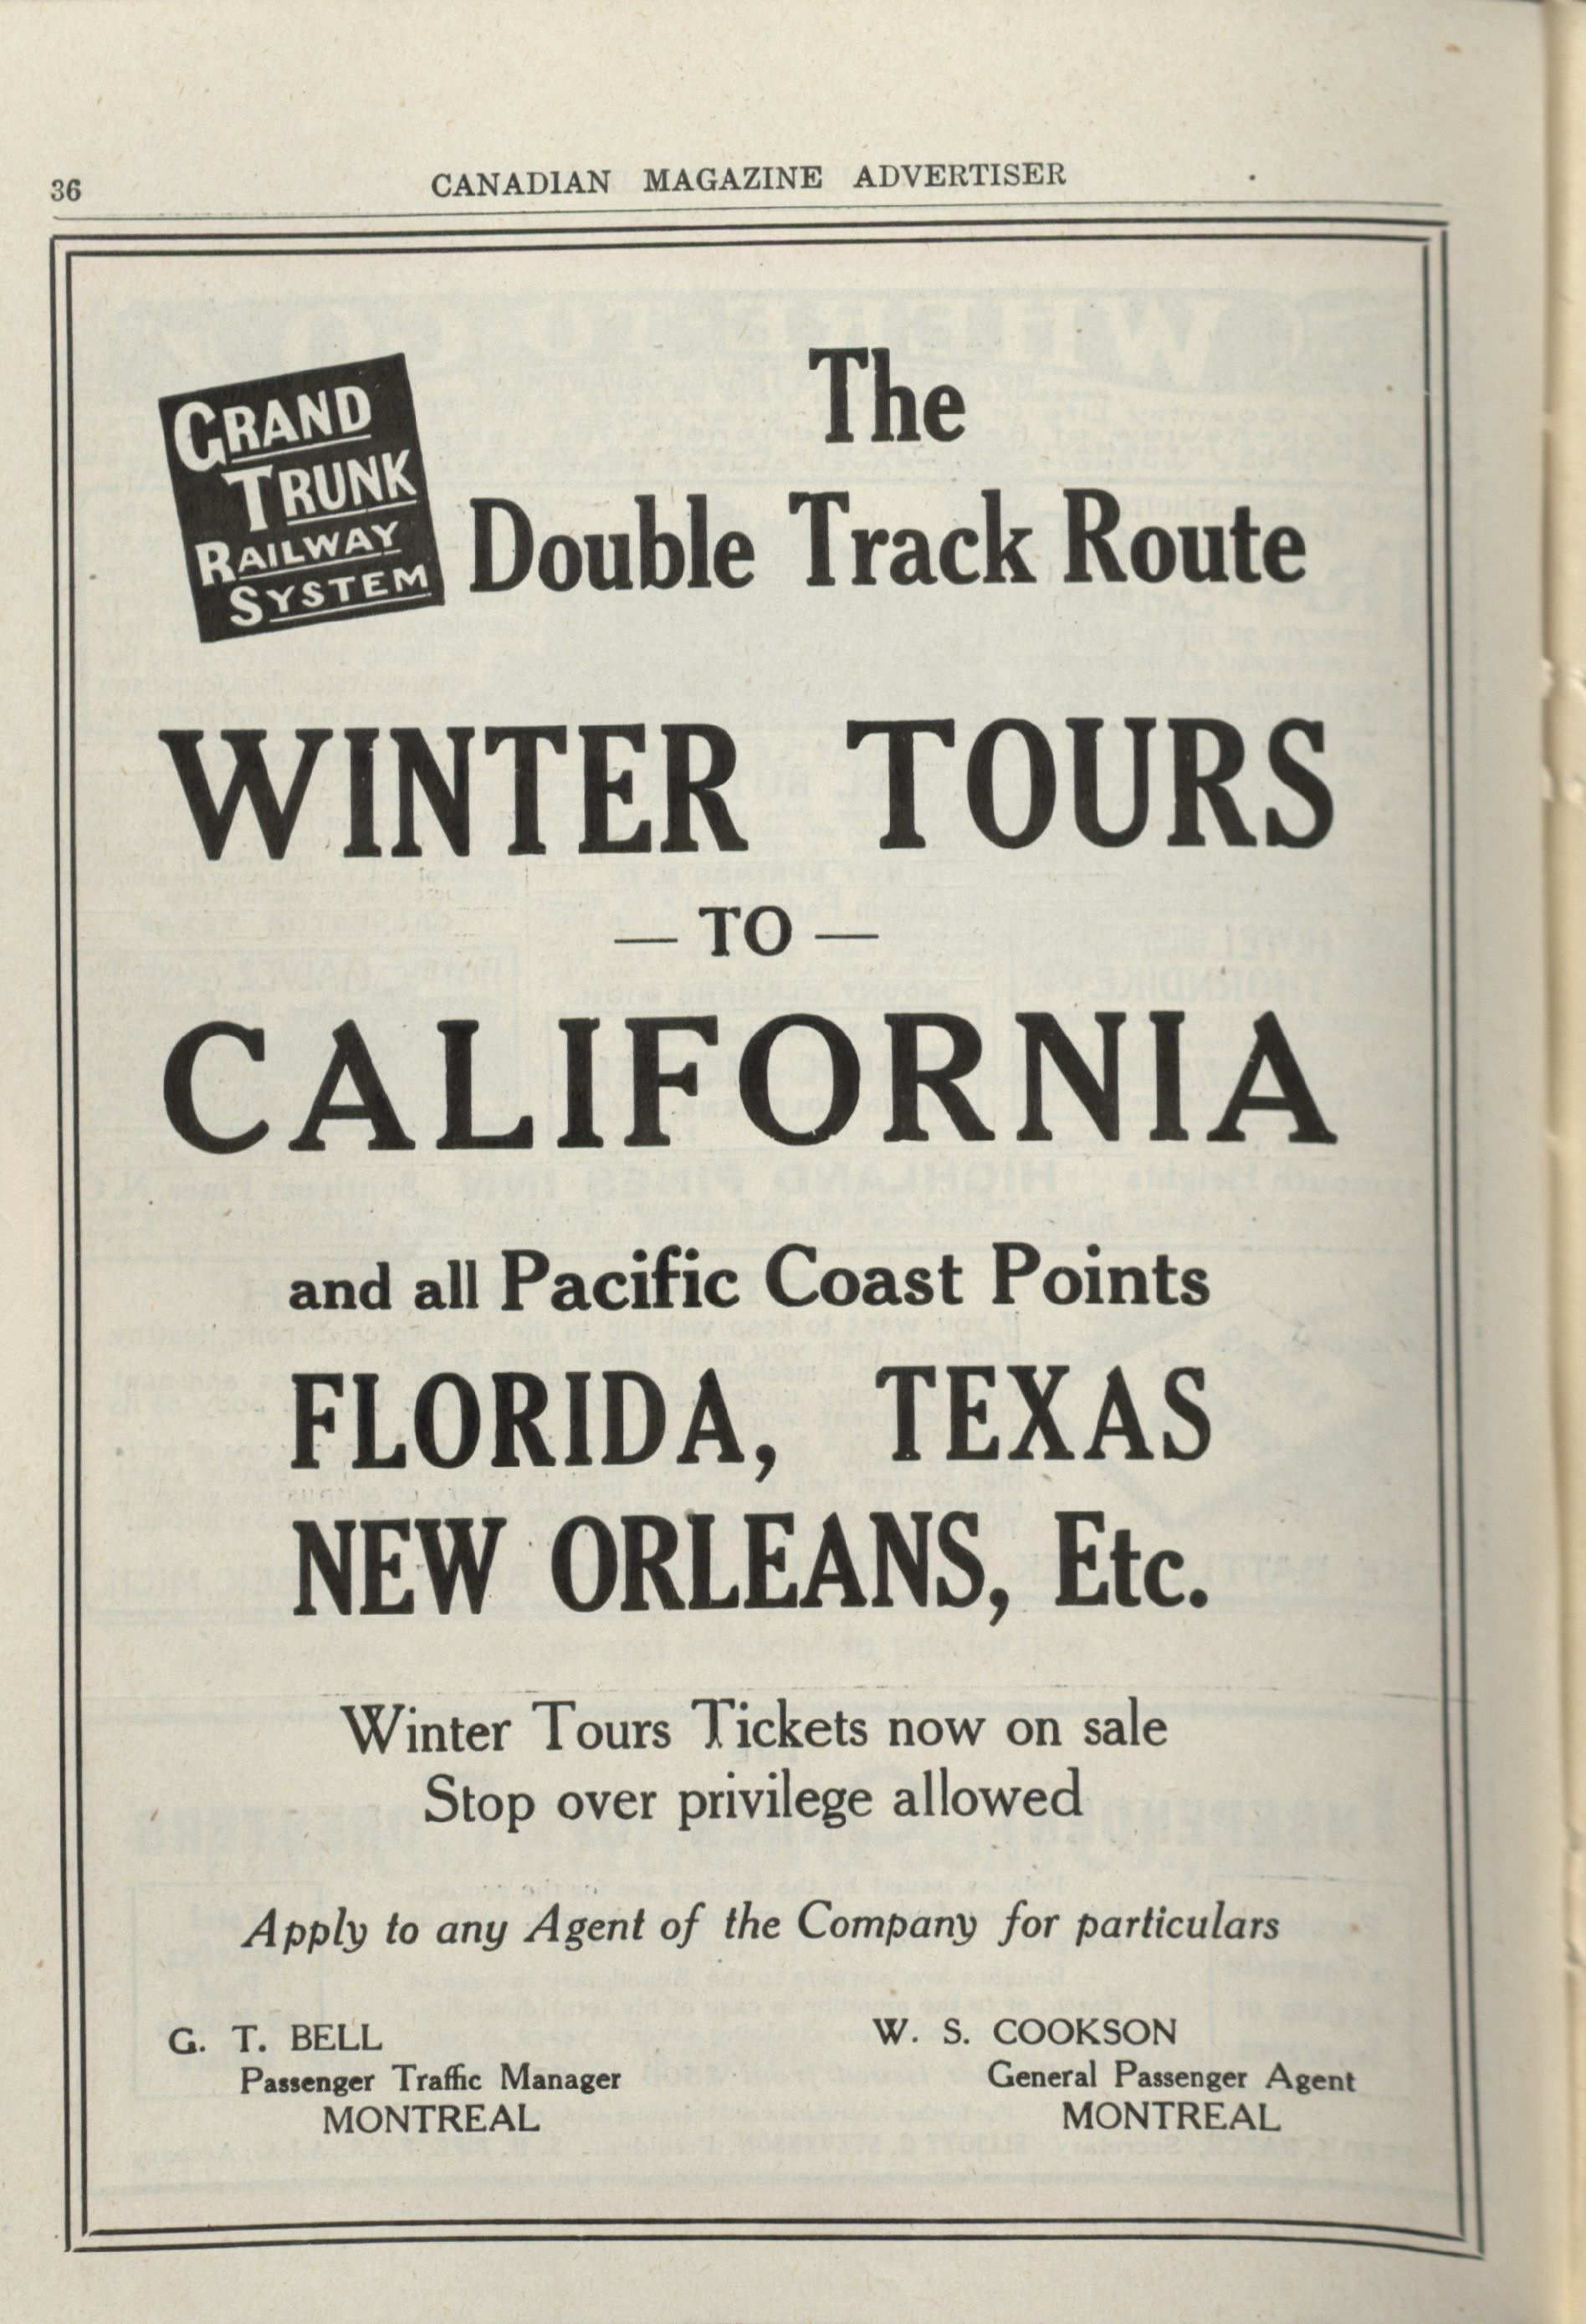 36
CANADIAN MAGAZINE ADVERTISER
GRAND
TRUNK
RAILWAY
SYSTEM
The
Double Track Route
WINTER TOURS
— TO —
CALIFORNIA
and all Pacific Coast Points
FLORIDA, TEXAS
NEW ORLEANS, Etc.
Winter Tours Tickets now on sale
Stop over privilege allowed
Apply to any Agent of the Company for particulars
G. T. BELL
Passenger Traffic Manager
MONTREAL
W. S. COOKSON
General Passenger Agent
MONTREAL